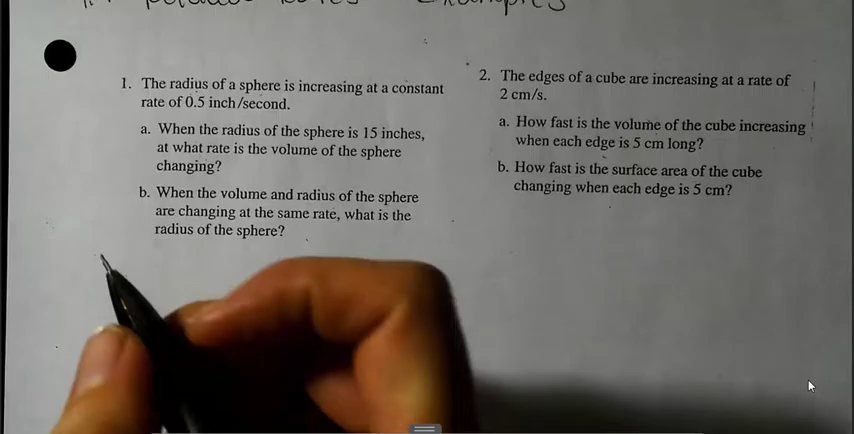 1. The radius of a sphere is increasing at a constant
rate of 0.5 inch/second.
a. When the radius of the sphere is 15 inches,
at what rate is the volume of the sphere
changing?
b. When the volume and radius of the sphere
are changing at the same rate, what is the
radius of the sphere?
2. The edges of a cube are increasing at a rate of
2 cm/s.
a. How fast is the volume of the cube increasing
when each edge is 5 cm long?
b. How fast is the surface area of the cube
changing when each edge is 5 cm?